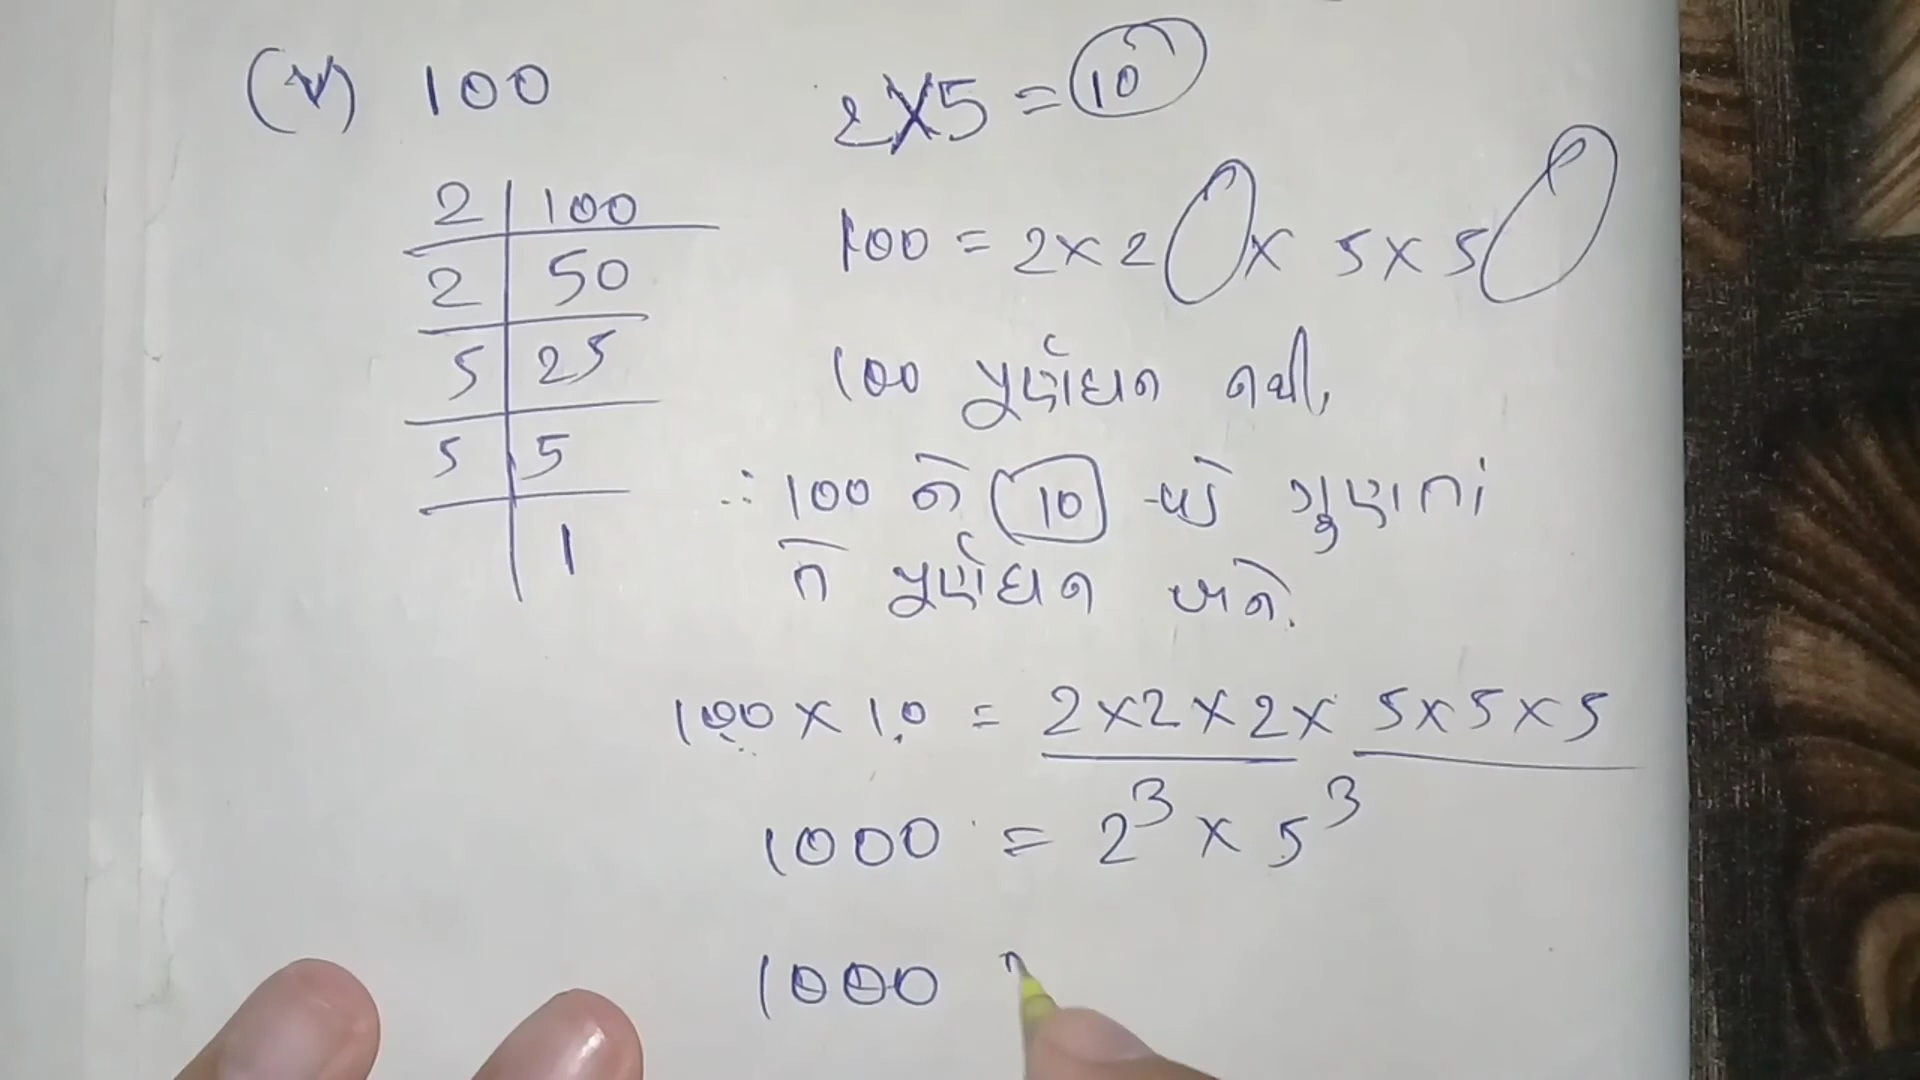 (v) 100
2 | 100
2 | 50
5 | 25
5 | 5
1
2×5 = 10
100 = 2×2 × 5×5
100 પૂર્ણઘન નથી,
∴ 100 ને 10 વડે ગુણતાં
તે પૂર્ણઘન બને.
100 × 10 = 2×2×2× 5×5×5
1000 = 2³ × 5³
1000